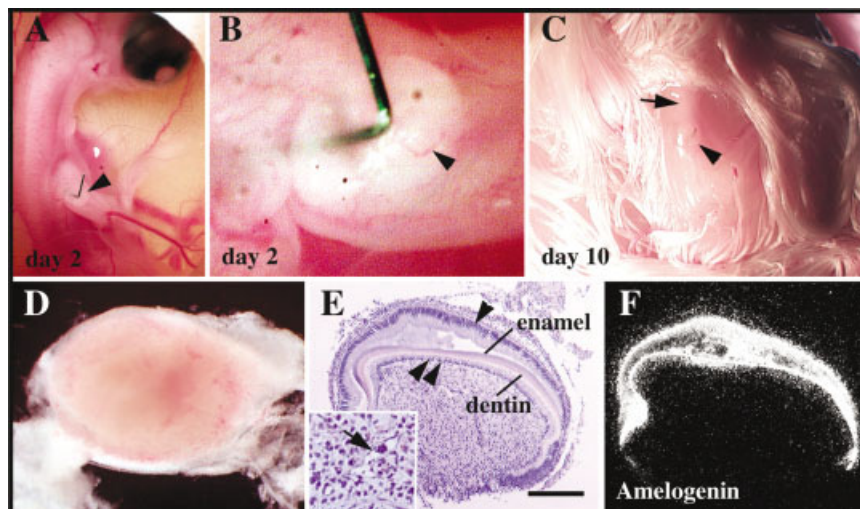 A
B
C
day 2
day 2
day 10
D
E
F
enamel
dentin
Amelogenin